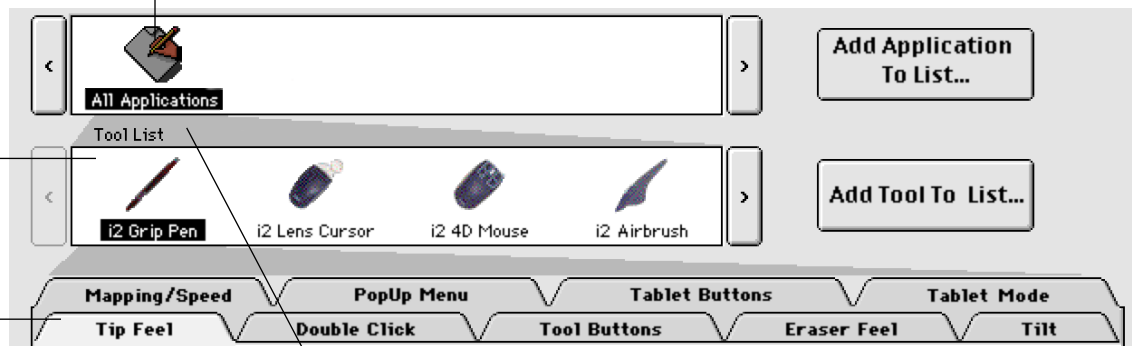 Add Application
To List...
All Applications
Tool List
Add Tool To List...
i2 Grip Pen i2 Lens Cursor i2 4D Mouse i2 Airbrush
Mapping/Speed PopUp Menu Tablet Buttons Tablet Mode
Tip Feel Double Click Tool Buttons Eraser Feel Tilt